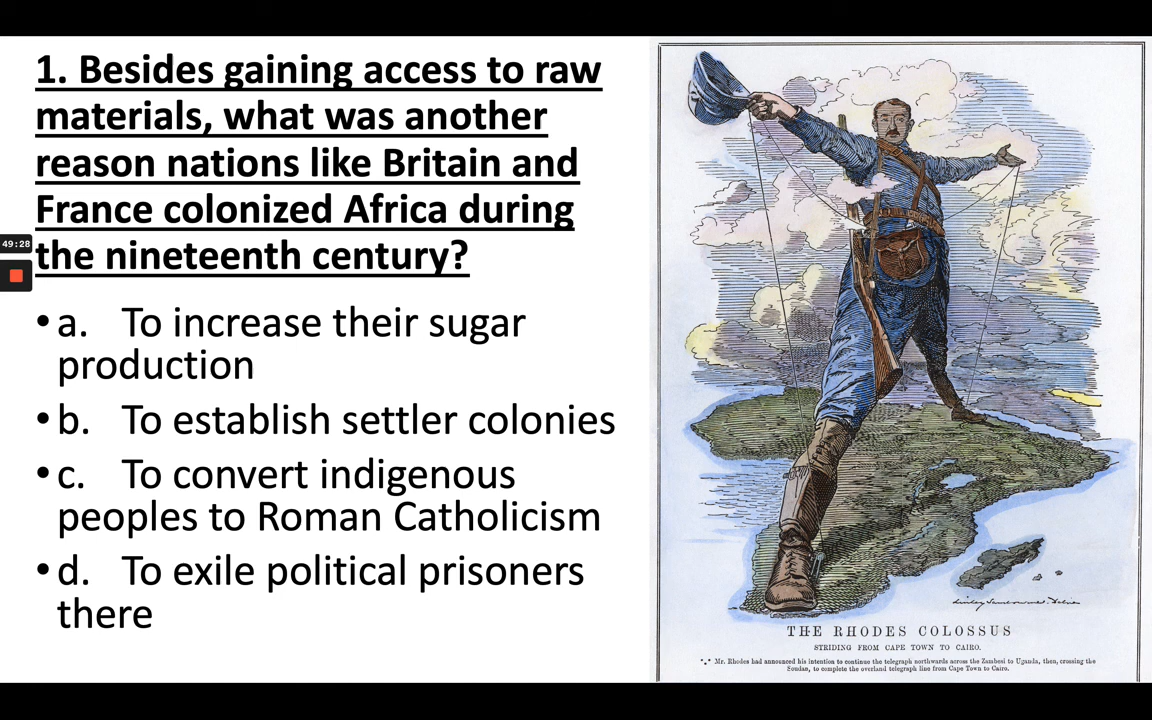 1. Besides gaining access to raw
materials, what was another
reason nations like Britain and
France colonized Africa during
the nineteenth century?
49:28
• a. To increase their sugar
production
• b. To establish settler colonies
• c. To convert indigenous
peoples to Roman Catholicism
• d. To exile political prisoners
there
THE RHODES COLOSSUS
STRIDING FROM CAPE TOWN TO CAIRO.
Mr. Rhodes had announced his intention to continue the telegraph northwards across the Zambesi to Uganda, then, crossing the
Soudan, to complete the overland telegraph line from Cape Town to Cairo.